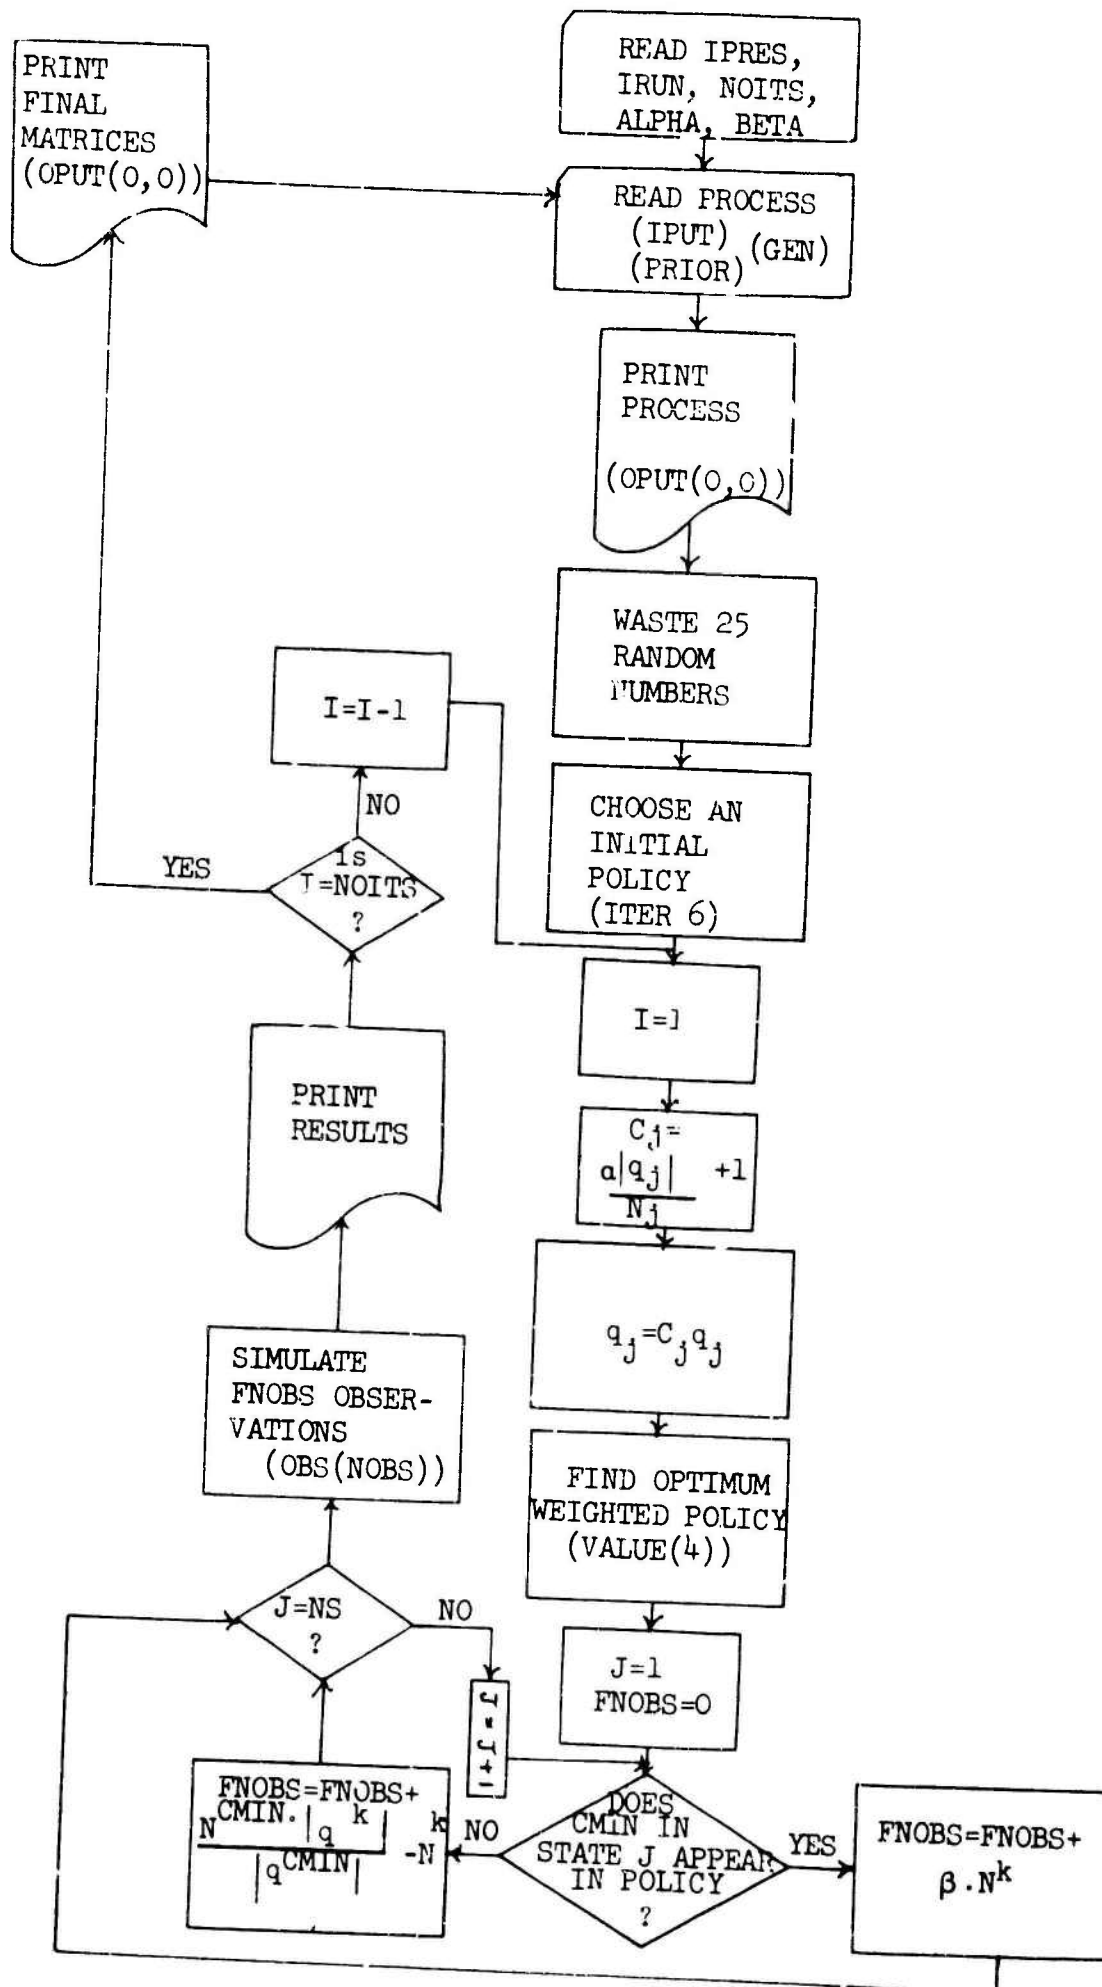 READ IPRES,
IRUN, NOITS,
ALPHA, BETA
PRINT
FINAL
MATRICES
(OPUT(0,0))
READ PROCESS
(IPUT) (GEN)
(PRIOR)
PRINT
PROCESS
(OPUT(0,0))
WASTE 25
RANDOM
NUMBERS
I=I-1
NO
CHOOSE AN
INITIAL
POLICY
(ITER 6)
YES
is
I=NOITS
?
I=1
PRINT
RESULTS
C_j=
a|q_j| +1
N_j
q_j=C_jq_j
SIMULATE
FNOBS OBSER-
VATIONS
(OBS(NOBS))
FIND OPTIMUM
WEIGHTED POLICY
(VALUE(4))
J=NS
?
NO
J=J+1
J=1
FNOBS=0
DOES
CMIN IN
STATE J APPEAR
IN POLICY
?
NO
YES
FNOBS=FNOBS+
N^CMIN.|q^k| -N^k
|q^CMIN|
FNOBS=FNOBS+
β.N^k